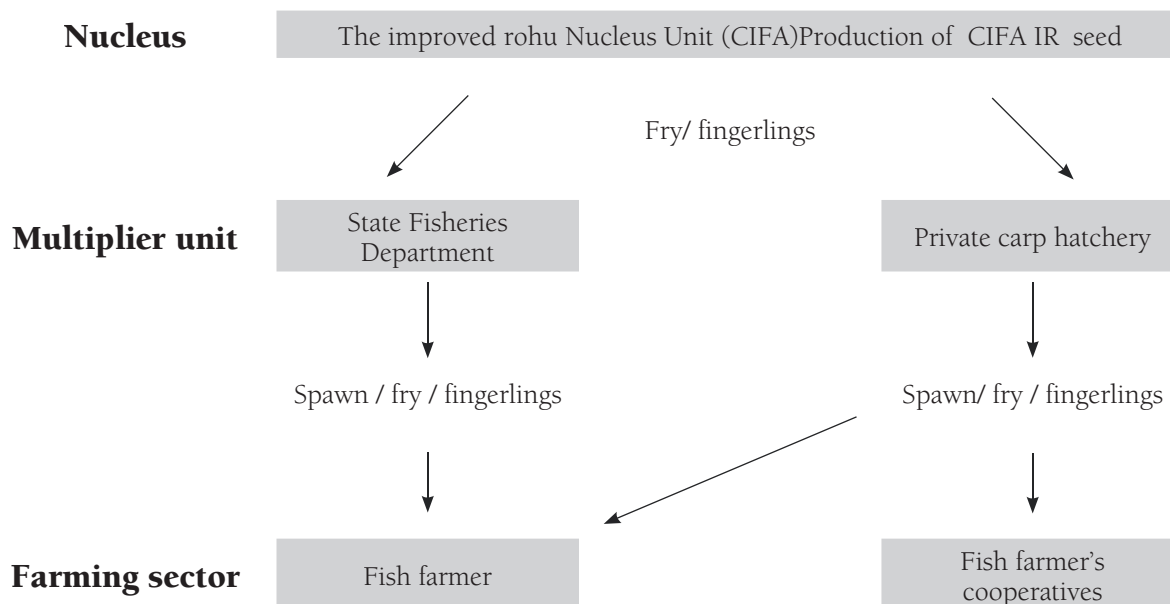 Nucleus
The improved rohu Nucleus Unit (CIFA)Production of CIFA IR seed
Fry/ fingerlings
Multiplier unit
State Fisheries
Department
Private carp hatchery
Spawn / fry / fingerlings
Spawn/ fry / fingerlings
Farming sector
Fish farmer
Fish farmer's
cooperatives